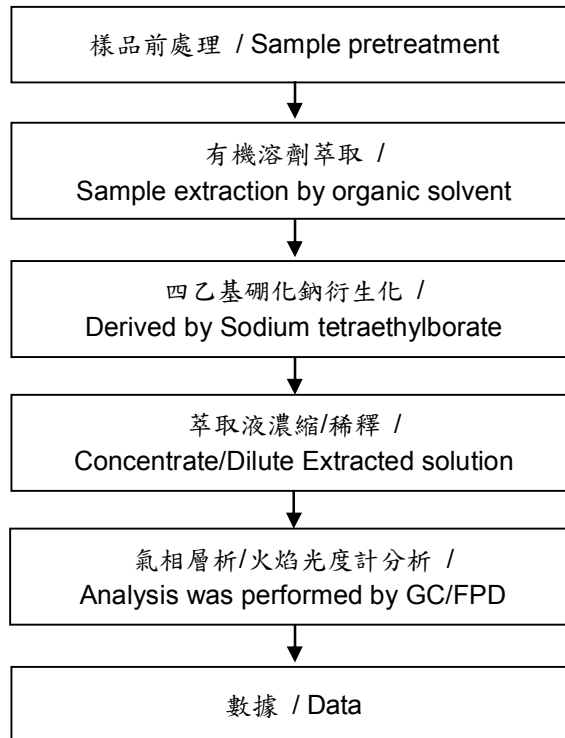 樣品前處理 / Sample pretreatment
有機溶劑萃取 /
Sample extraction by organic solvent
四乙基硼化鈉衍生化 /
Derived by Sodium tetraethylborate
萃取液濃縮/稀釋 /
Concentrate/Dilute Extracted solution
氣相層析/火焰光度計分析 /
Analysis was performed by GC/FPD
數據 / Data